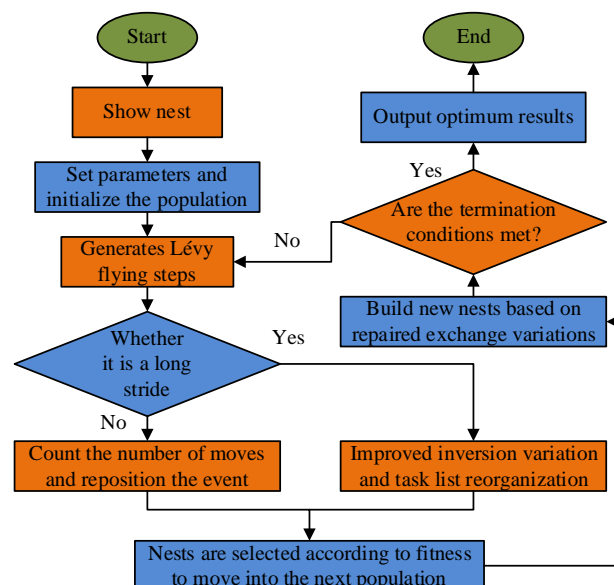 Start
Show nest
Set parameters and
initialize the population
Generates Lévy
flying steps
Whether
it is a long
stride
Yes
No
Count the number of moves
and reposition the event
Improved inversion variation
and task list reorganization
Nests are selected according to fitness
to move into the next population
Build new nests based on
repaired exchange variations
Are the termination
conditions met?
No
Yes
Output optimum results
End